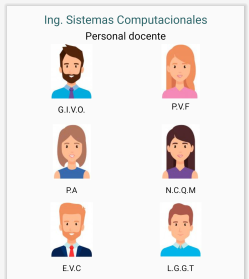 Ing. Sistemas Computacionales
Personal docente
G.I.V.O.
P.V.F
P.A
N.C.Q.M
E.V.C
L.G.G.T